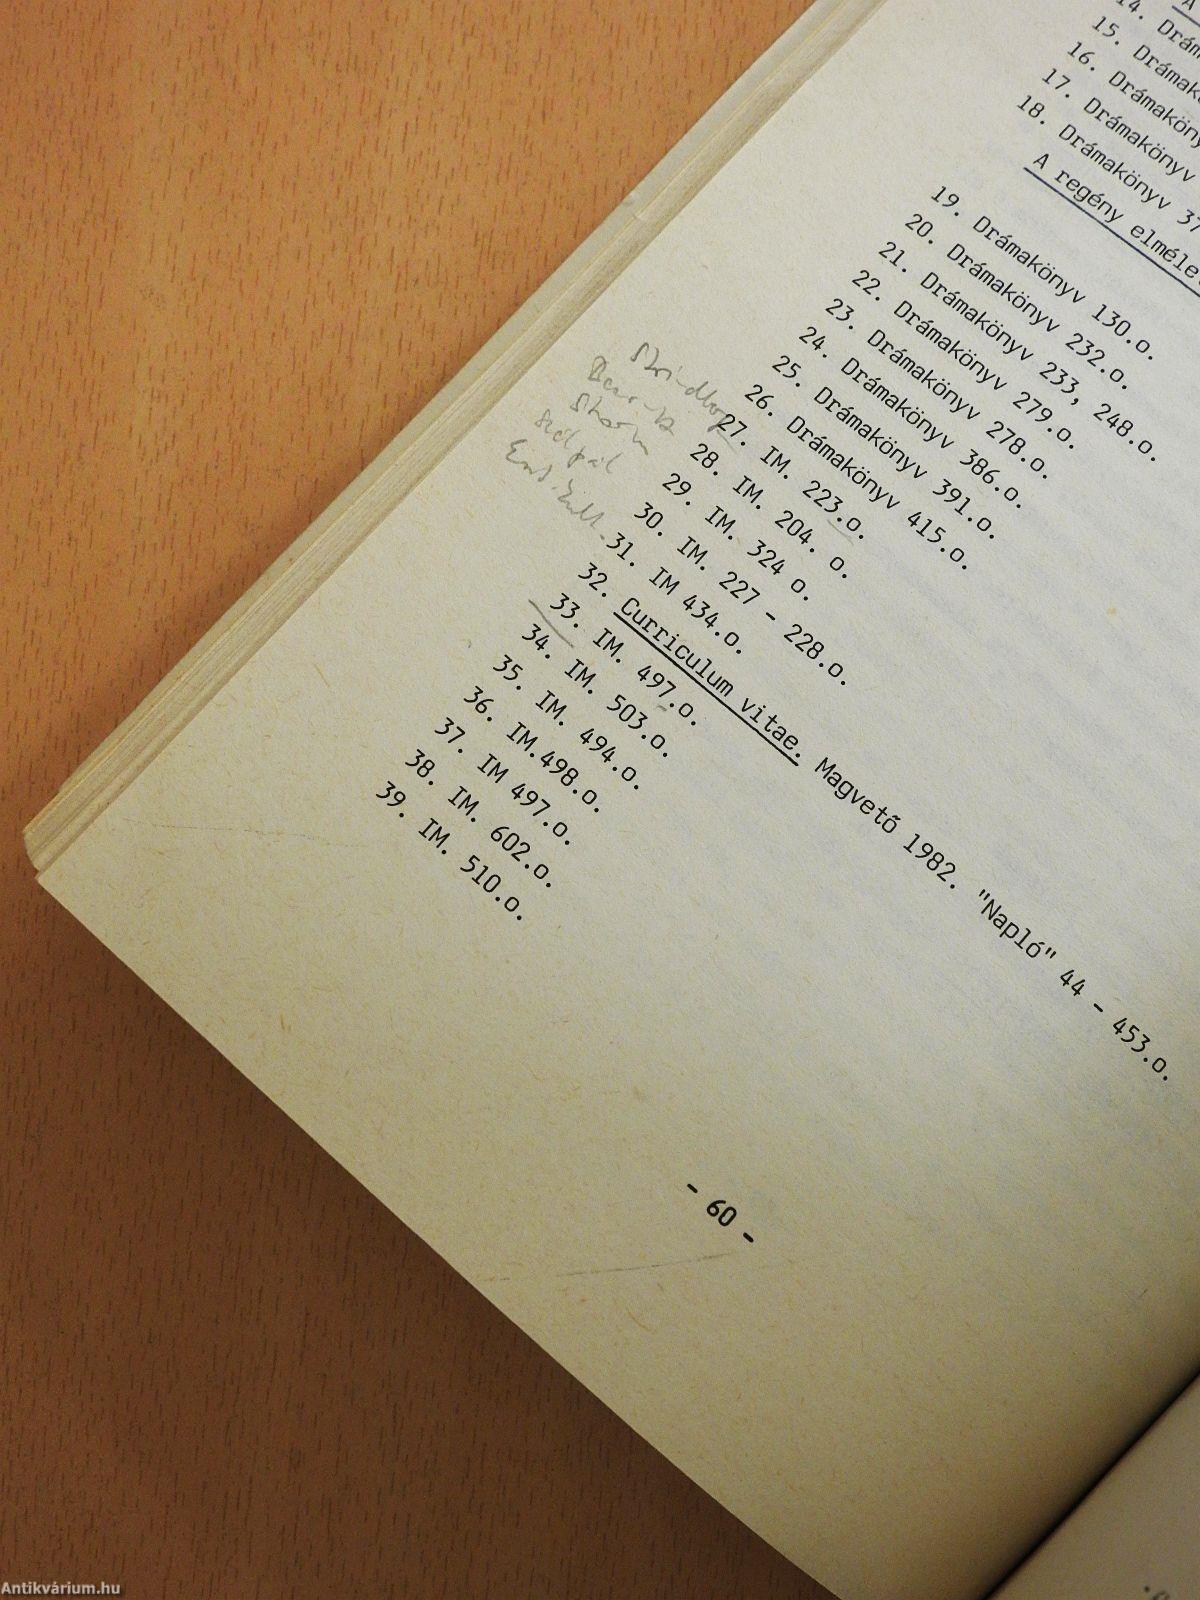 A
14. Drám
15. Drámak
16. Drámaköny
17. Drámakönyv
18. Drámakönyv 37
A regény elméle
19. Drámakönyv 130.o.
20. Drámakönyv 232.o.
21. Drámakönyv 233, 248.o.
22. Drámakönyv 279.o.
23. Drámakönyv 278.o.
24. Drámakönyv 386.o.
25. Drámakönyv 391.o.
26. Drámakönyv 415.o.
27. IM. 223.o.
28. IM. 204. o.
29. IM. 324 o.
30. IM. 227 - 228.o.
31. IM 434.o.
32. Curriculum vitae. Magvető 1982. "Napló" 44 - 453.o.
33. IM. 497.o.
34. IM. 503.o.
35. IM. 494.o.
36. IM.498.o.
37. IM 497.o.
38. IM. 602.o.
39. IM. 510.o.
- 60 -
Antikvárium.hu